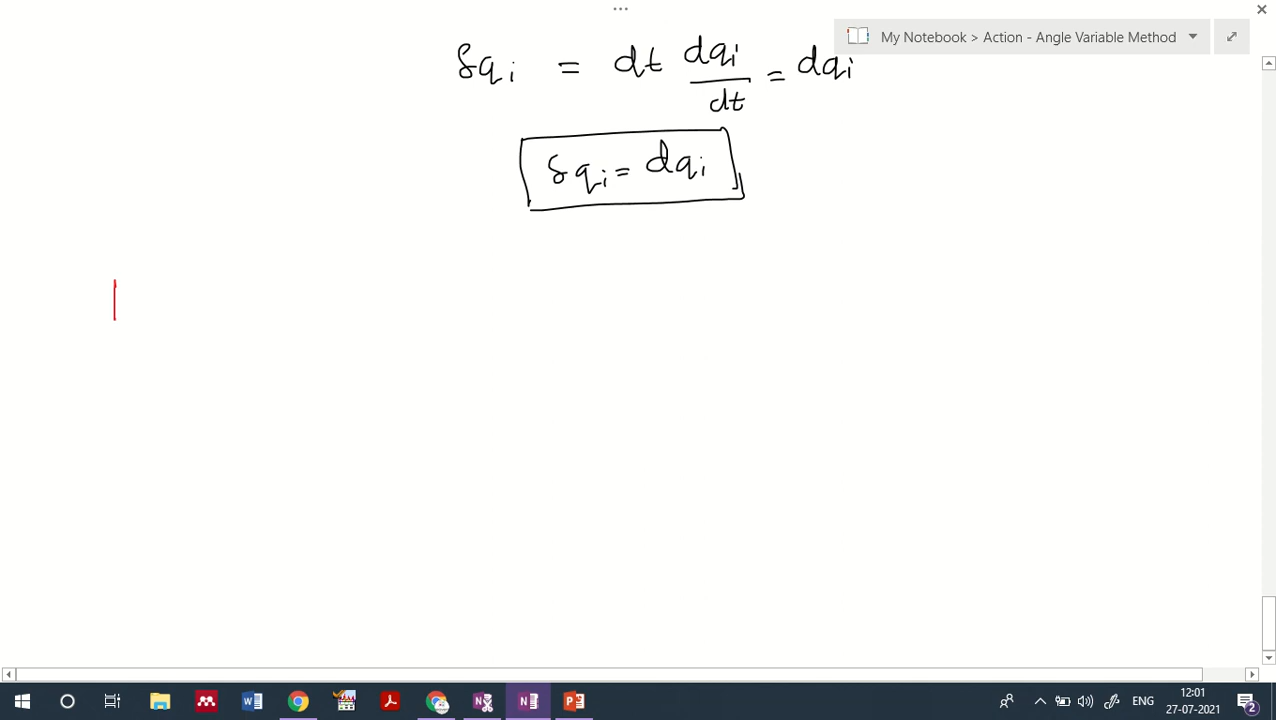 ...
My Notebook > Action - Angle Variable Method
δqᵢ = dt dqᵢ/dt = dqᵢ
δqᵢ = dqᵢ
ENG
12:01
27-07-2021
2